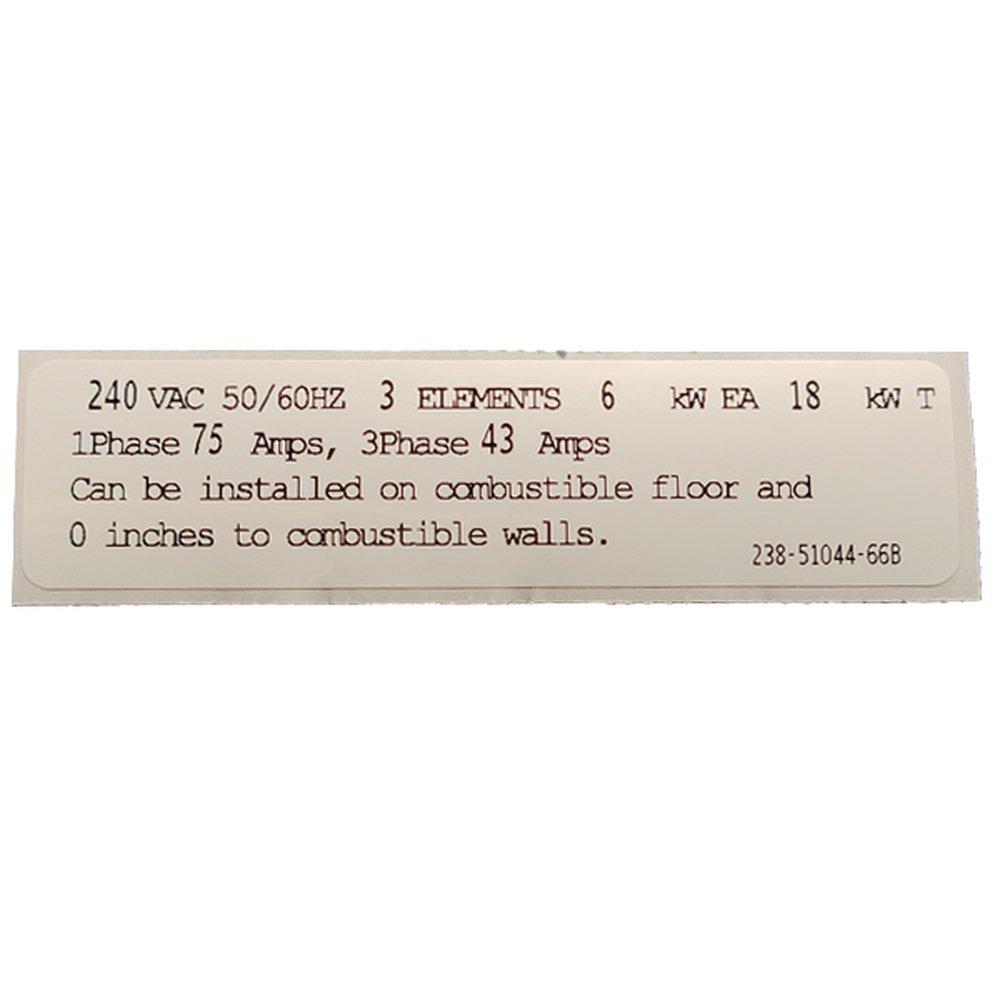 240 VAC 50/60HZ 3 ELEMENTS 6 kW EA 18 kW T
1Phase 75 Amps, 3Phase 43 Amps
Can be installed on combustible floor and
0 inches to combustible walls.
238-51044-66B